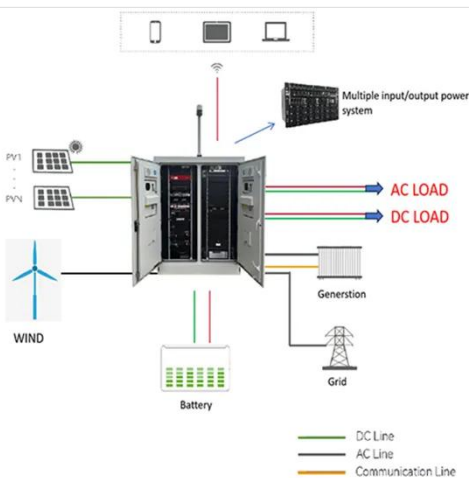 Multiple input/output power
system
PV1
PVN
AC LOAD
DC LOAD
WIND
Generstion
Grid
Battery
DC Line
AC Line
Communication Line